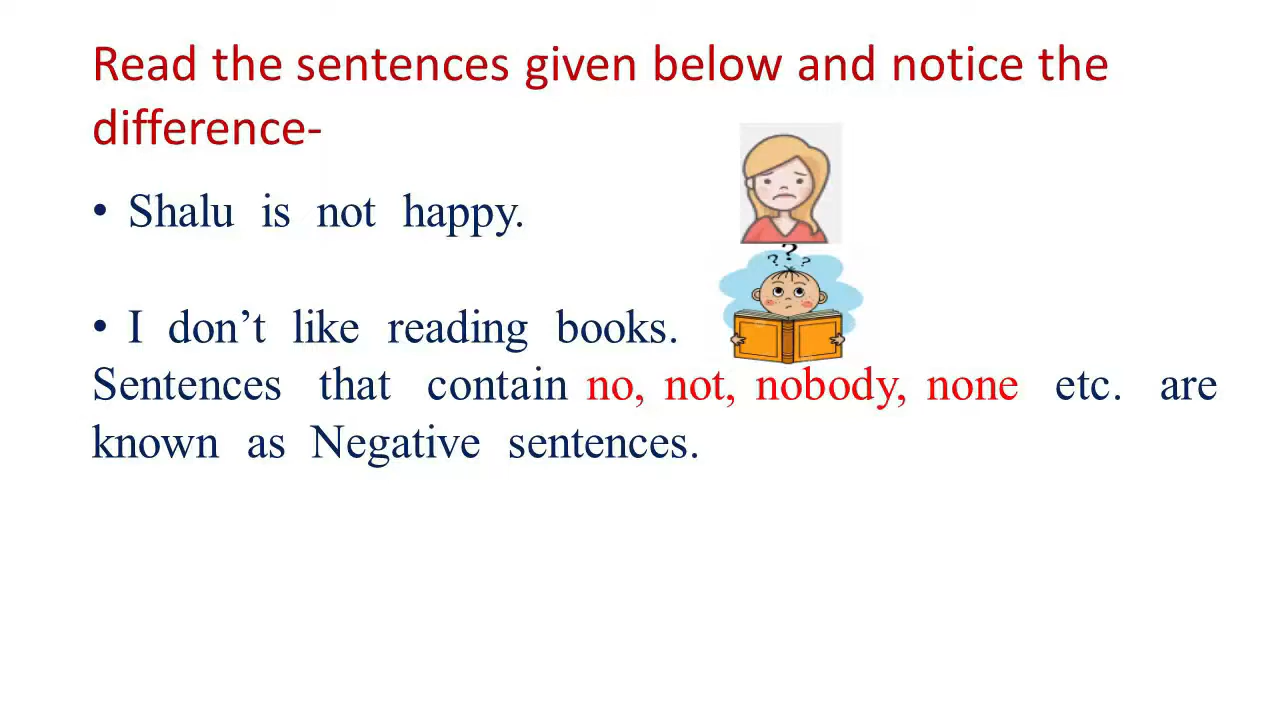 Read the sentences given below and notice the
difference-
• Shalu is not happy.
? ? ?
• I don't like reading books.
Sentences that contain no, not, nobody, none etc. are
known as Negative sentences.